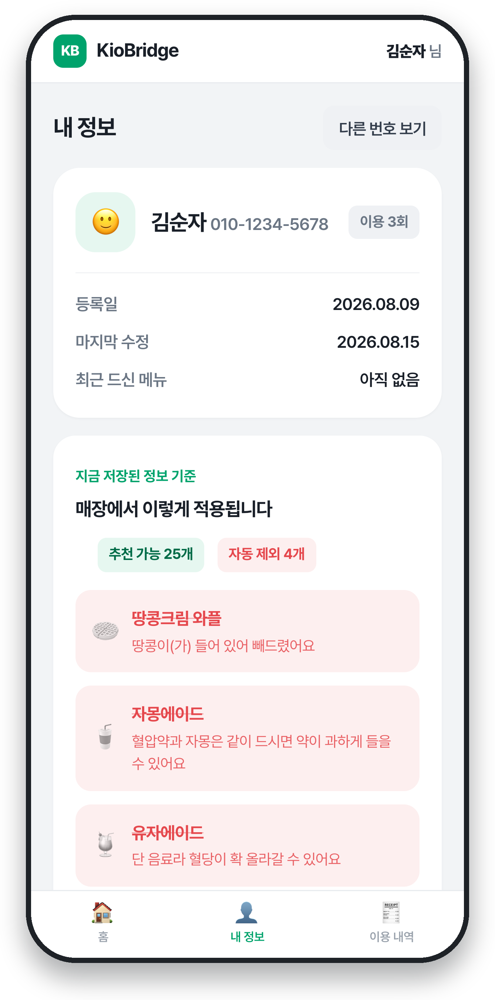 KB KioBridge 김순자 님
내 정보 다른 번호 보기
김순자 010-1234-5678 이용 3회
등록일 2026.08.09
마지막 수정 2026.08.15
최근 드신 메뉴 아직 없음
지금 저장된 정보 기준
매장에서 이렇게 적용됩니다
추천 가능 25개 자동 제외 4개
땅콩크림 와플
땅콩이(가) 들어 있어 빼드렸어요
자몽에이드
혈압약과 자몽은 같이 드시면 약이 과하게 들을
수 있어요
유자에이드
단 음료라 혈당이 확 올라갈 수 있어요
RECEIPT
홈 내 정보 이용 내역